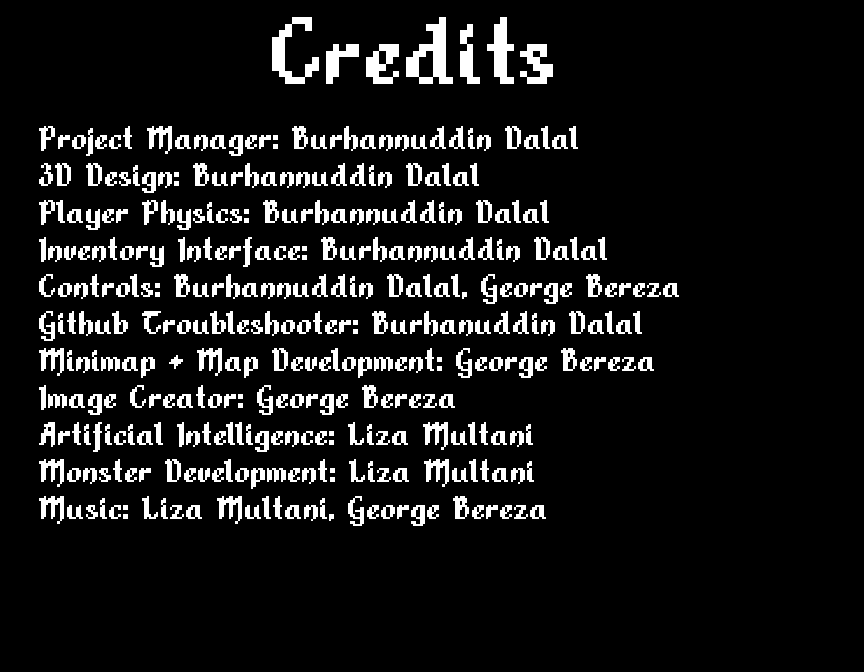 Credits
Project Manager: Burhannuddin Dalal
3D Design: Burhannuddin Dalal
Player Physics: Burhannuddin Dalal
Inventory Interface: Burhannuddin Dalal
Controls: Burhannuddin Dalal, George Bereza
Github Troubleshooter: Burhanuddin Dalal
Minimap + Map Development: George Bereza
Image Creator: George Bereza
Artificial Intelligence: Liza Multani
Monster Development: Liza Multani
Music: Liza Multani, George Bereza